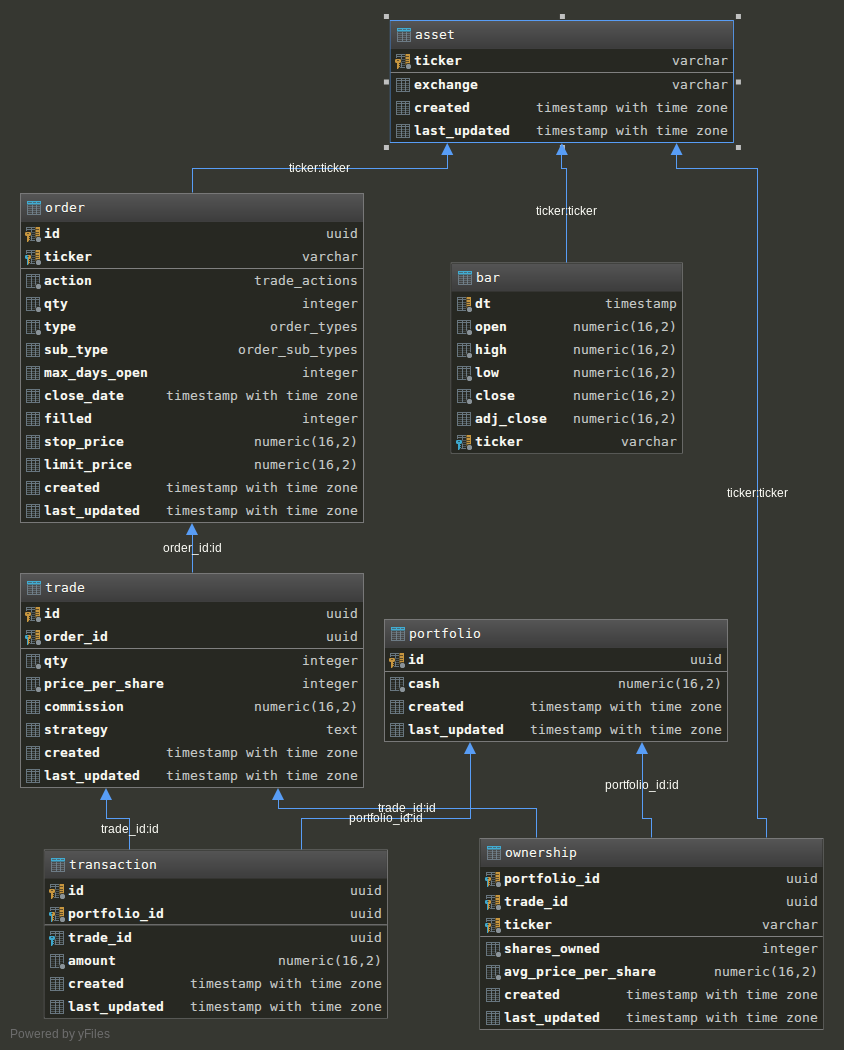 asset
ticker varchar
exchange varchar
created timestamp with time zone
last_updated timestamp with time zone
ticker:ticker
ticker:ticker
ticker:ticker
order
id uuid
ticker varchar
action trade_actions
qty integer
type order_types
sub_type order_sub_types
max_days_open integer
close_date timestamp with time zone
filled integer
stop_price numeric(16,2)
limit_price numeric(16,2)
created timestamp with time zone
last_updated timestamp with time zone
bar
dt timestamp
open numeric(16,2)
high numeric(16,2)
low numeric(16,2)
close numeric(16,2)
adj_close numeric(16,2)
ticker varchar
order_id:id
trade
id uuid
order_id uuid
qty integer
price_per_share integer
commission numeric(16,2)
strategy text
created timestamp with time zone
last_updated timestamp with time zone
portfolio
id uuid
cash numeric(16,2)
created timestamp with time zone
last_updated timestamp with time zone
portfolio_id:id
trade_id:id
portfolio_id:id
trade_id:id
transaction
id uuid
portfolio_id uuid
trade_id uuid
amount numeric(16,2)
created timestamp with time zone
last_updated timestamp with time zone
ownership
portfolio_id uuid
trade_id uuid
ticker varchar
shares_owned integer
avg_price_per_share numeric(16,2)
created timestamp with time zone
last_updated timestamp with time zone
Powered by yFiles